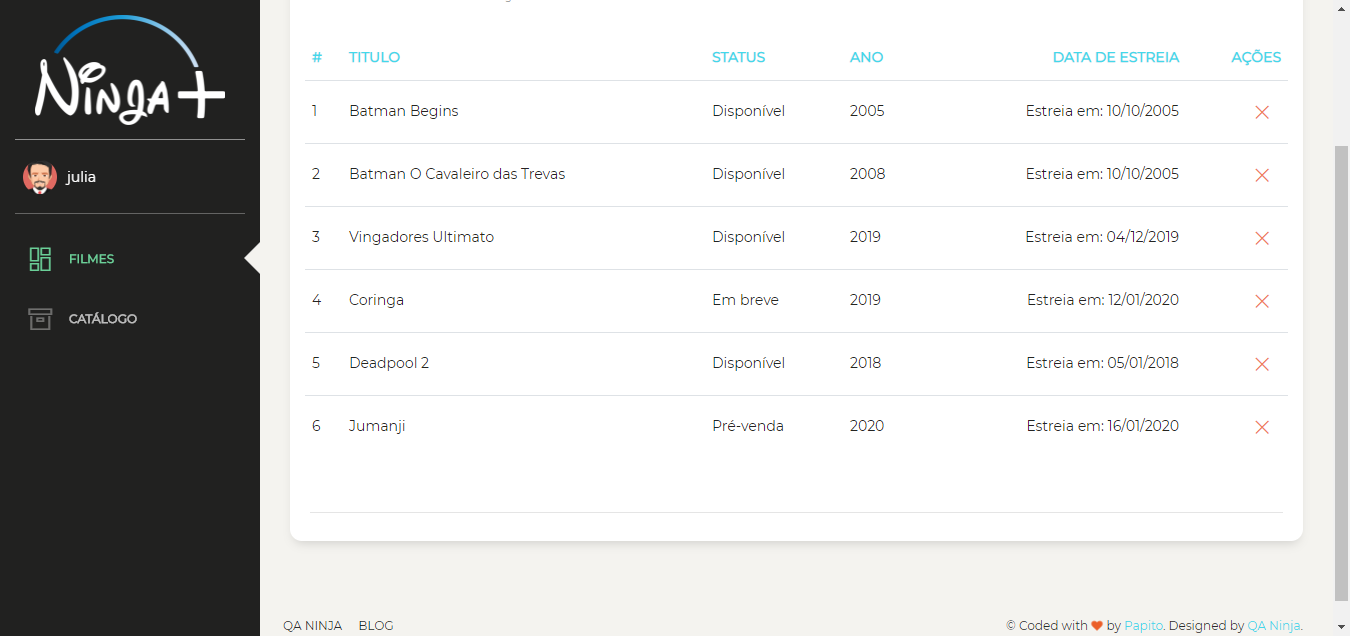 Ninja+
julia
FILMES
CATÁLOGO
# TITULO STATUS ANO DATA DE ESTREIA AÇÕES
1 Batman Begins Disponível 2005 Estreia em: 10/10/2005
2 Batman O Cavaleiro das Trevas Disponível 2008 Estreia em: 10/10/2005
3 Vingadores Ultimato Disponível 2019 Estreia em: 04/12/2019
4 Coringa Em breve 2019 Estreia em: 12/01/2020
5 Deadpool 2 Disponível 2018 Estreia em: 05/01/2018
6 Jumanji Pré-venda 2020 Estreia em: 16/01/2020
QA NINJA BLOG © Coded with ❤ by Papito. Designed by QA Ninja.